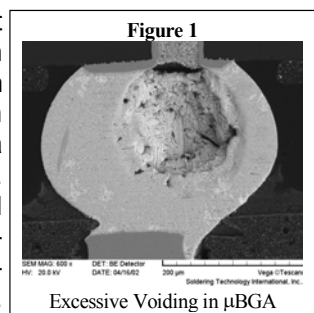 Figure 1
SEM MAG: 600 x
DET: BE Detector
HV: 20.0 kV
DATE: 04/16/02
200 µm
Vega ©Tescan
Soldering Technology International, Inc.
Excessive Voiding in µBGA